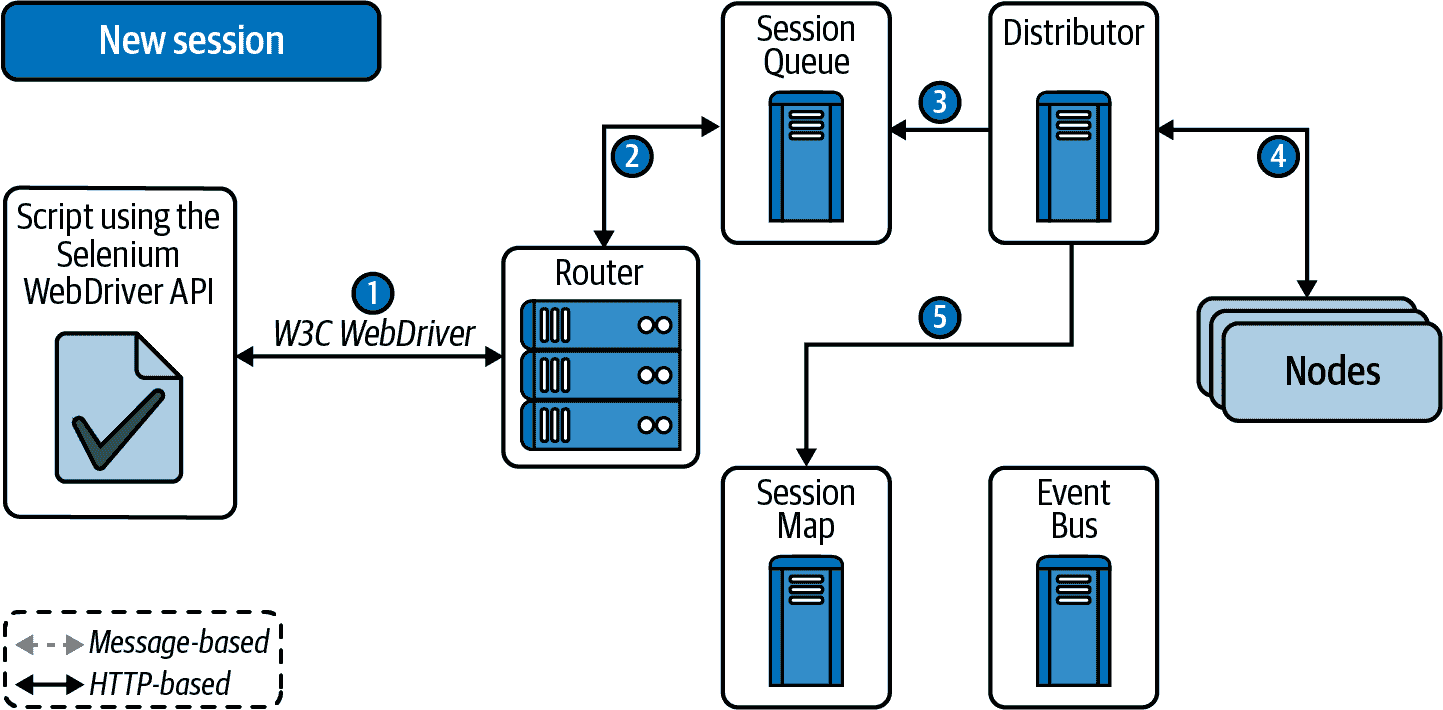 New session
Session
Queue
Distributor
3
2
4
Script using the
Selenium
WebDriver API
Router
1
W3C WebDriver
5
Nodes
Session
Map
Event
Bus
Message-based
HTTP-based